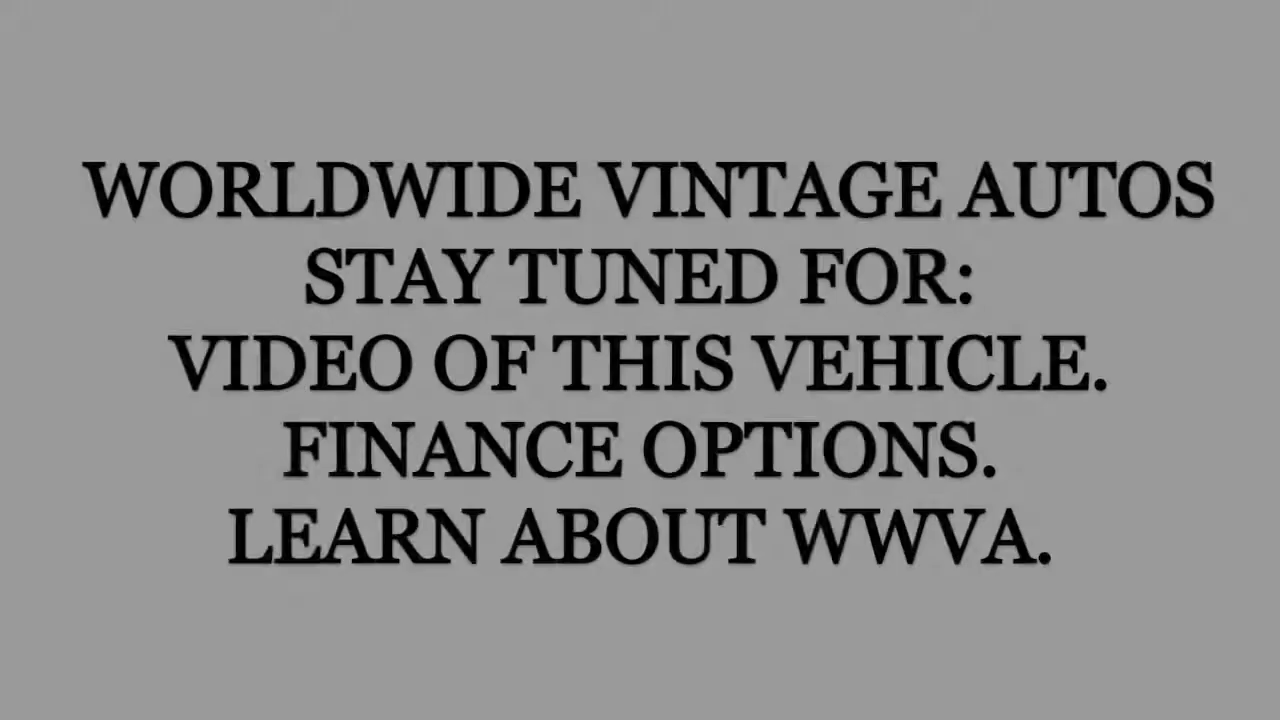 WORLDWIDE VINTAGE AUTOS
STAY TUNED FOR:
VIDEO OF THIS VEHICLE.
FINANCE OPTIONS.
LEARN ABOUT WWVA.